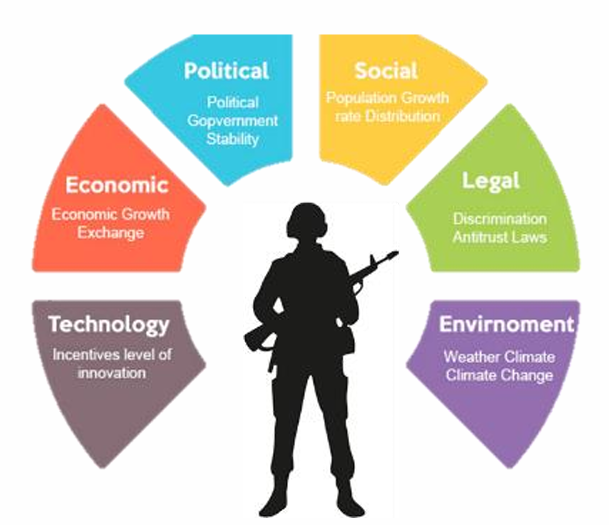 Political
Political
Gopvernment
Stability
Social
Population Growth
rate Distribution
Economic
Economic Growth
Exchange
Legal
Discrimination
Antitrust Laws
Technology
Incentives level of
innovation
Envirnoment
Weather Climate
Climate Change